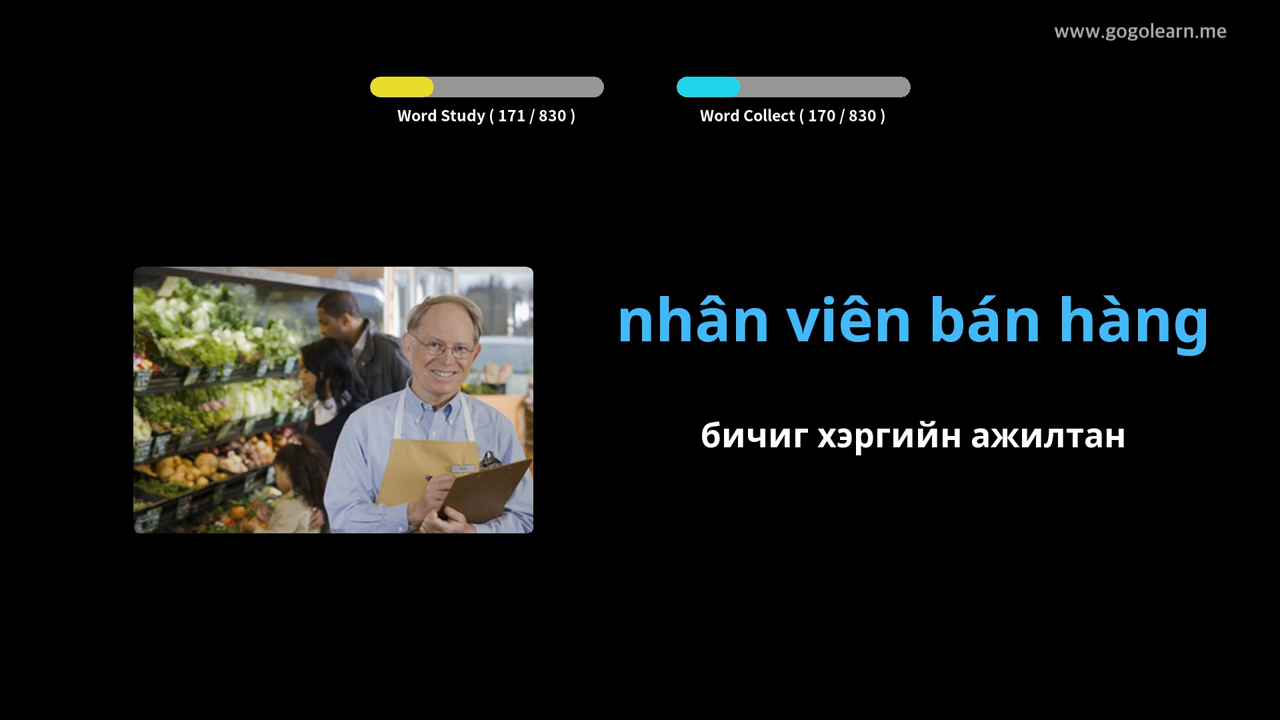 www.gogolearn.me
Word Study ( 171 / 830 )
Word Collect ( 170 / 830 )
nhân viên bán hàng
бичиг хэргийн ажилтан